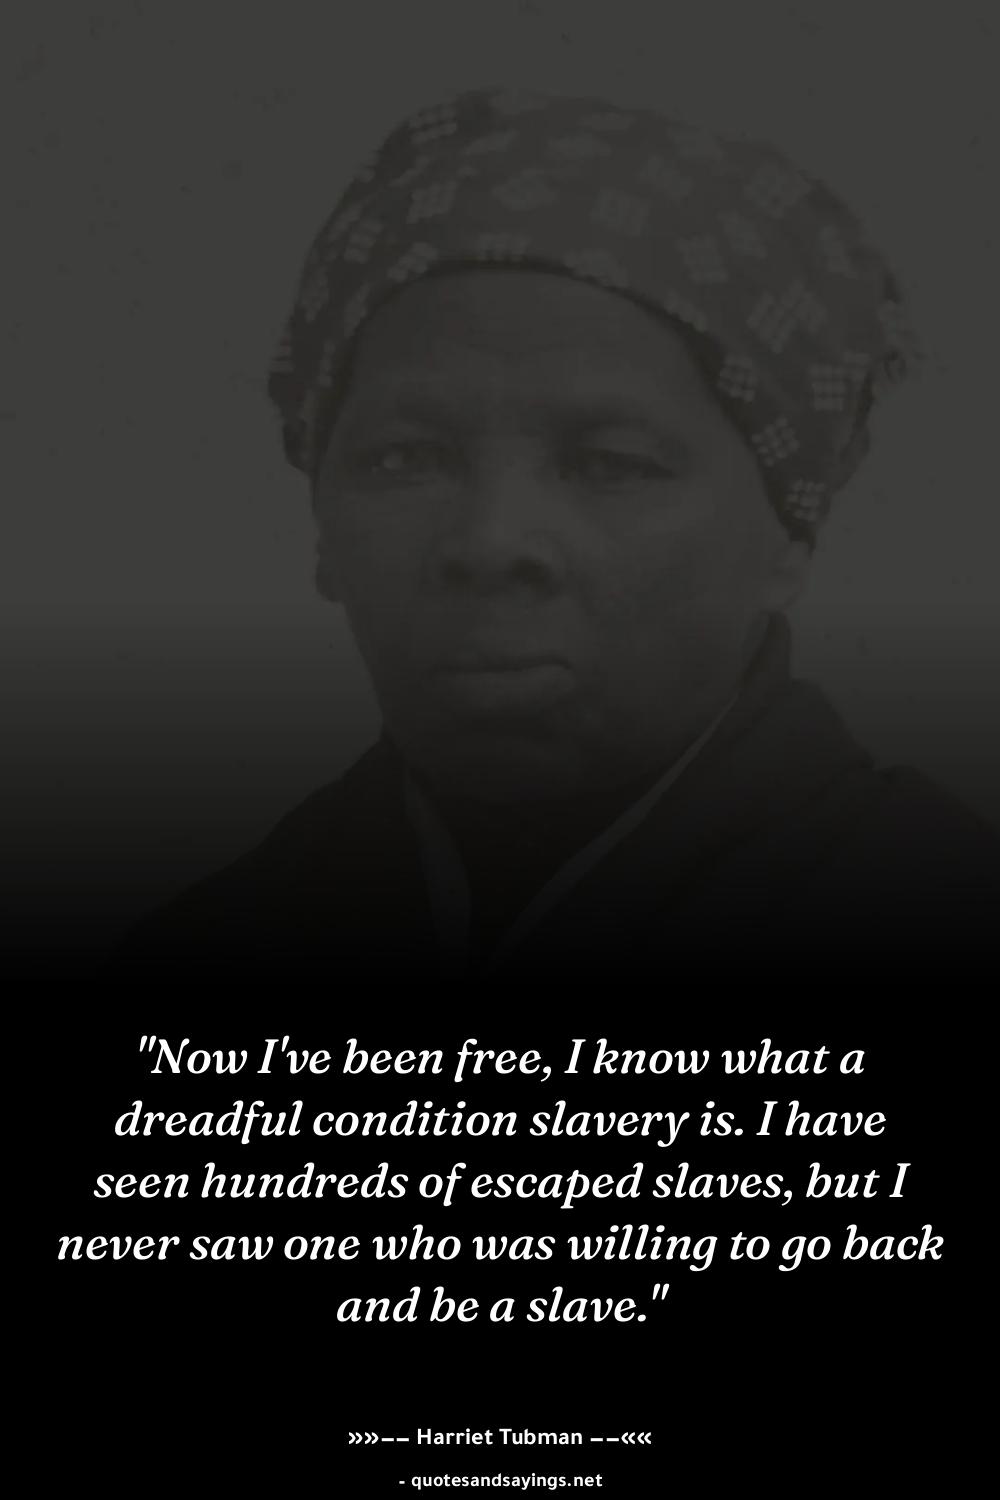 "Now I've been free, I know what a
dreadful condition slavery is. I have
seen hundreds of escaped slaves, but I
never saw one who was willing to go back
and be a slave."
»»–– Harriet Tubman ––««
- quotesandsayings.net